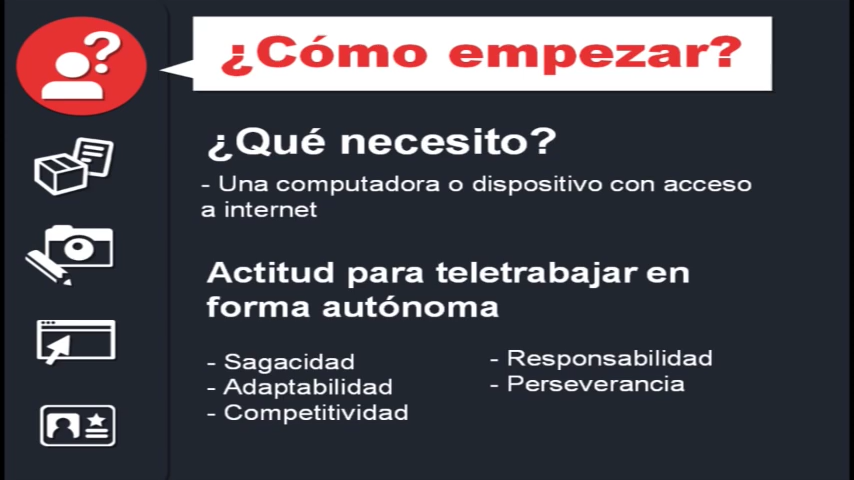 ¿Cómo empezar?
¿Qué necesito?
- Una computadora o dispositivo con acceso
a internet
Actitud para teletrabajar en
forma autónoma
- Sagacidad
- Adaptabilidad
- Competitividad
- Responsabilidad
- Perseverancia